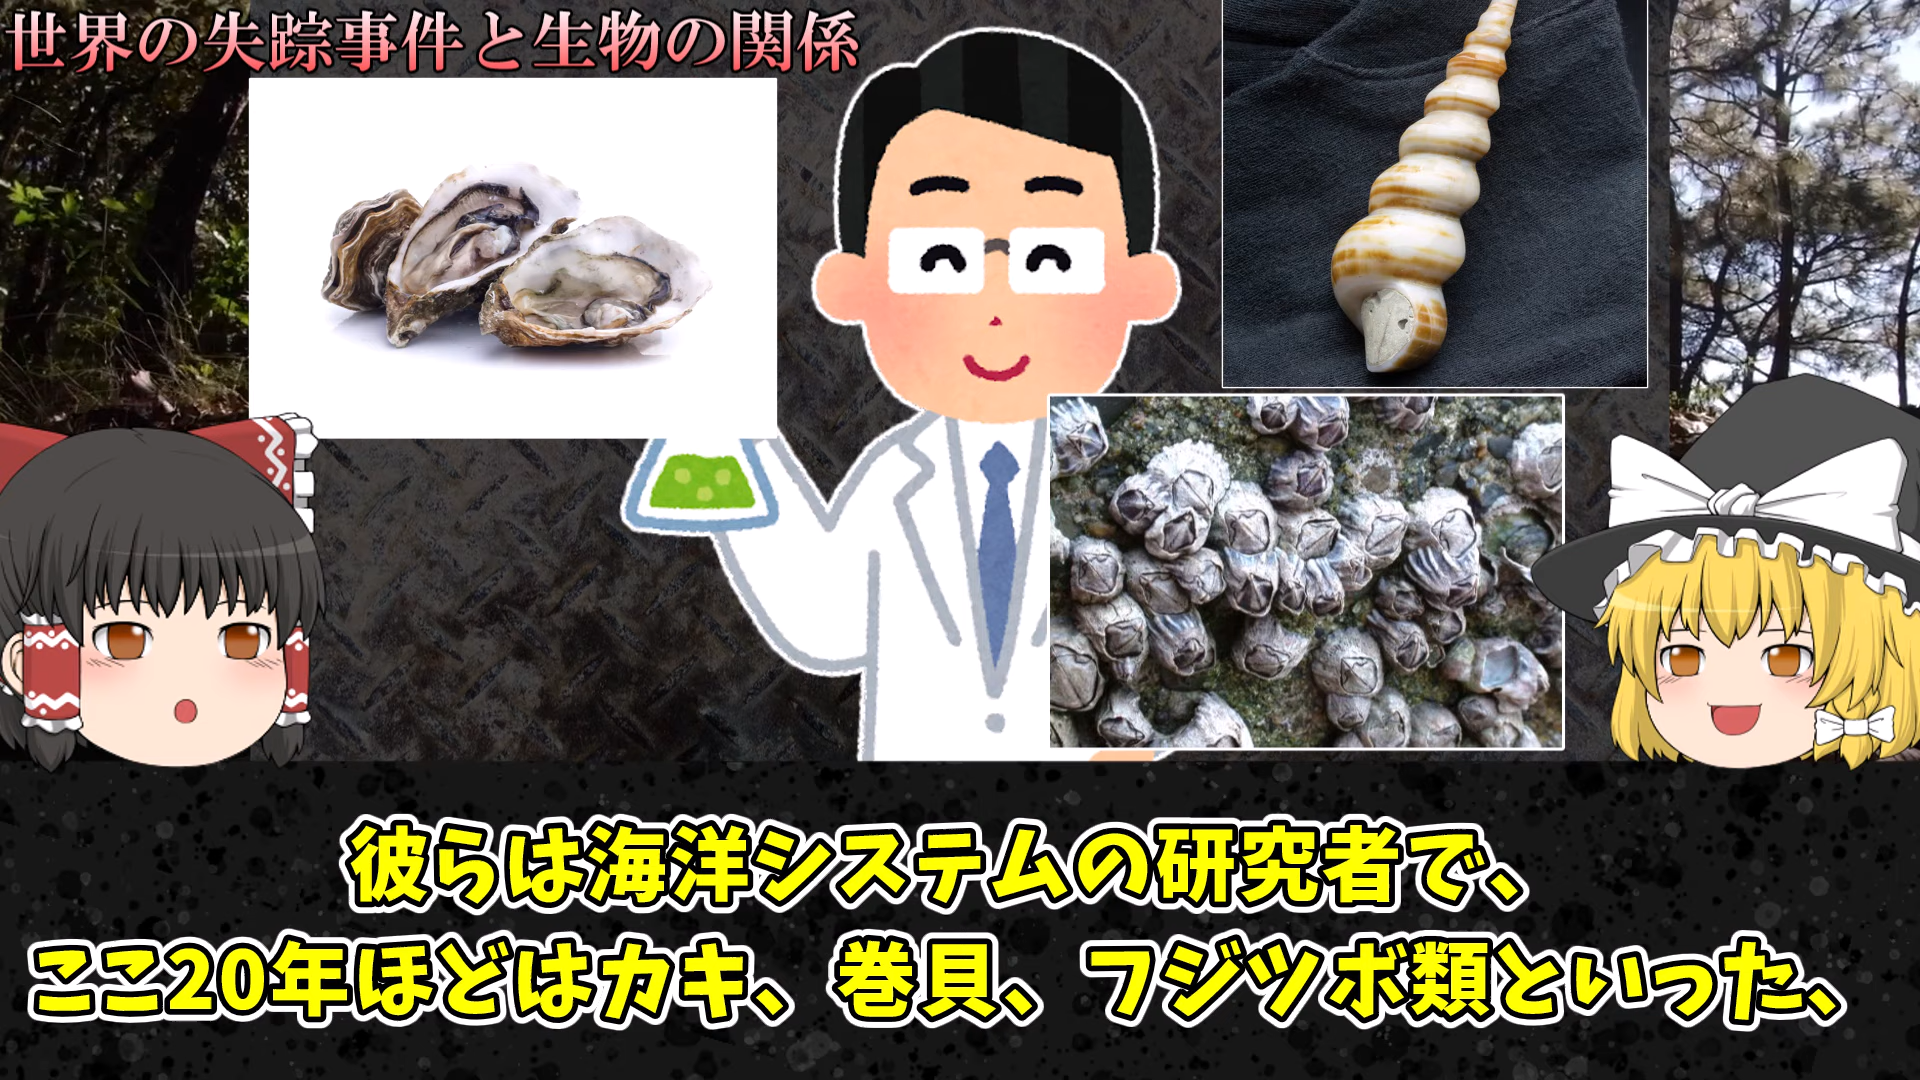 世界の失踪事件と生物の関係
彼らは海洋システムの研究者で、
ここ20年ほどはカキ、巻貝、フジツボ類といった、